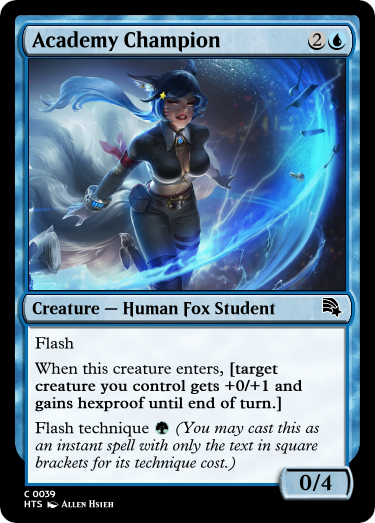 Academy Champion 2
Creature — Human Fox Student
Flash
When this creature enters, [target
creature you control gets +0/+1 and
gains hexproof until end of turn.]
Flash technique (You may cast this as
an instant spell with only the text in square
brackets for its technique cost.)
0/4
C 0039
HTS Allen Hsieh